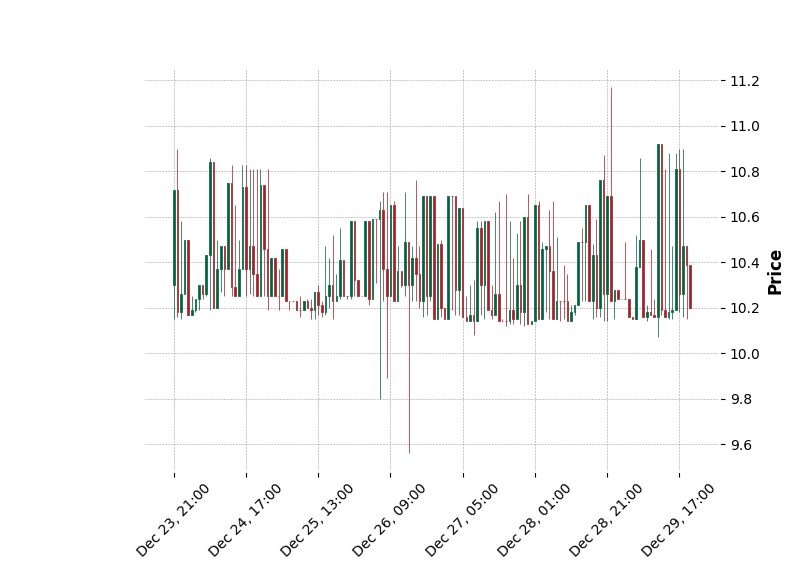 11.2
11.0
10.8
10.6
10.4
10.2
10.0
9.8
9.6
Price
Dec 23, 21:00
Dec 24, 17:00
Dec 25, 13:00
Dec 26, 09:00
Dec 27, 05:00
Dec 28, 01:00
Dec 28, 21:00
Dec 29, 17:00